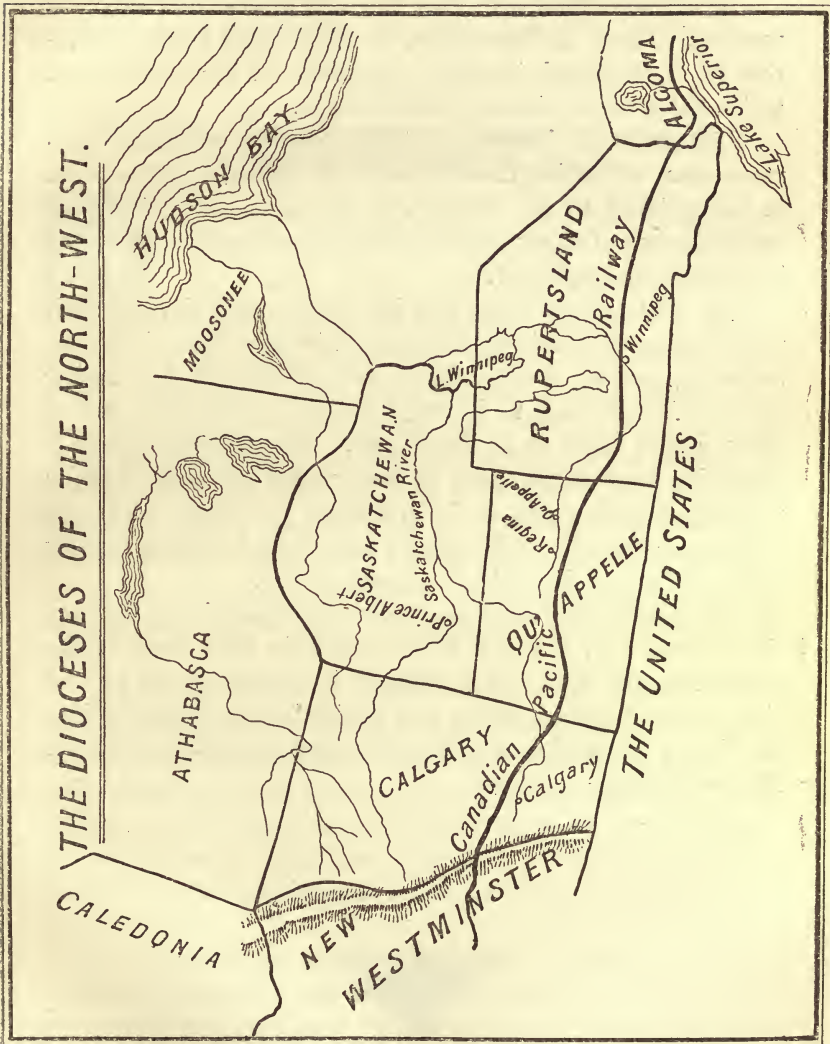 THE DIOCESES OF THE NORTH-WEST.
HUDSON BAY
MOOSONEE
ATHABASCA
CALEDONIA
SASKATCHEWAN
Saskatchewan
River
Prince Albert
L. Winnipeg
RUPERTSLAND
Railway
Winnipeg
ALGOMA
Lake Superior
Qu'Appelle
Regina
QU'APPELLE
Pacific
CALGARY
Canadian
Calgary
NEW
WESTMINSTER
THE UNITED STATES